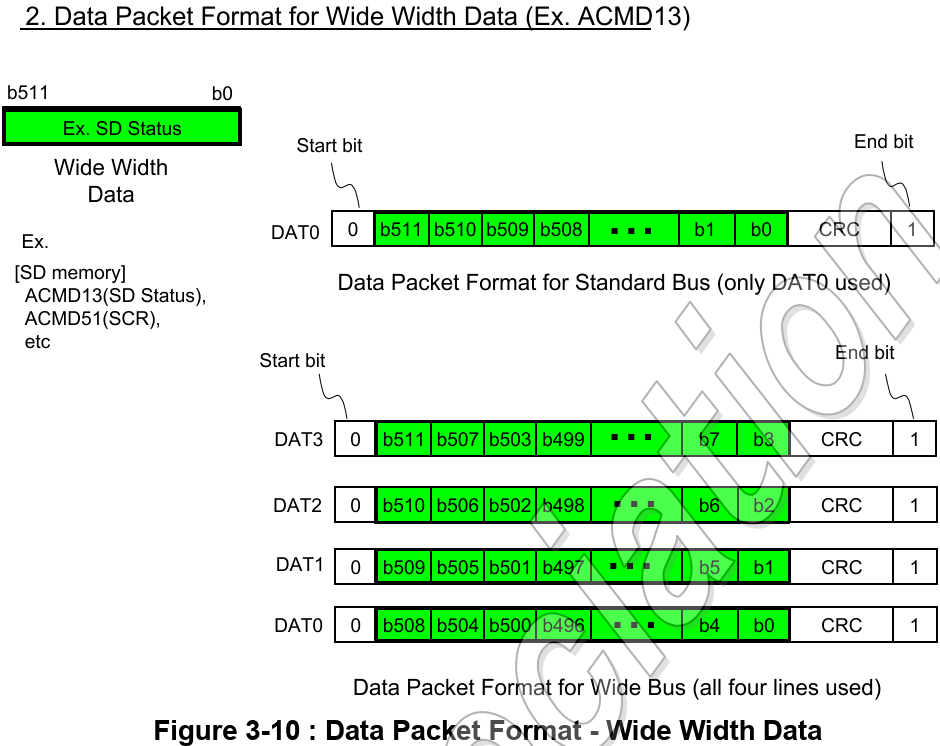 2. Data Packet Format for Wide Width Data (Ex. ACMD13)
b511 b0
Ex. SD Status
Wide Width
Data
Ex.
[SD memory]
ACMD13(SD Status),
ACMD51(SCR),
etc
Start bit End bit
DAT0 0 b511 b510 b509 b508 ... b1 b0 CRC 1
Data Packet Format for Standard Bus (only DAT0 used)
Start bit End bit
DAT3 0 b511 b507 b503 b499 ... b7 b3 CRC 1
DAT2 0 b510 b506 b502 b498 ... b6 b2 CRC 1
DAT1 0 b509 b505 b501 b497 ... b5 b1 CRC 1
DAT0 0 b508 b504 b500 b496 ... b4 b0 CRC 1
Data Packet Format for Wide Bus (all four lines used)
Figure 3-10 : Data Packet Format - Wide Width Data
ciation